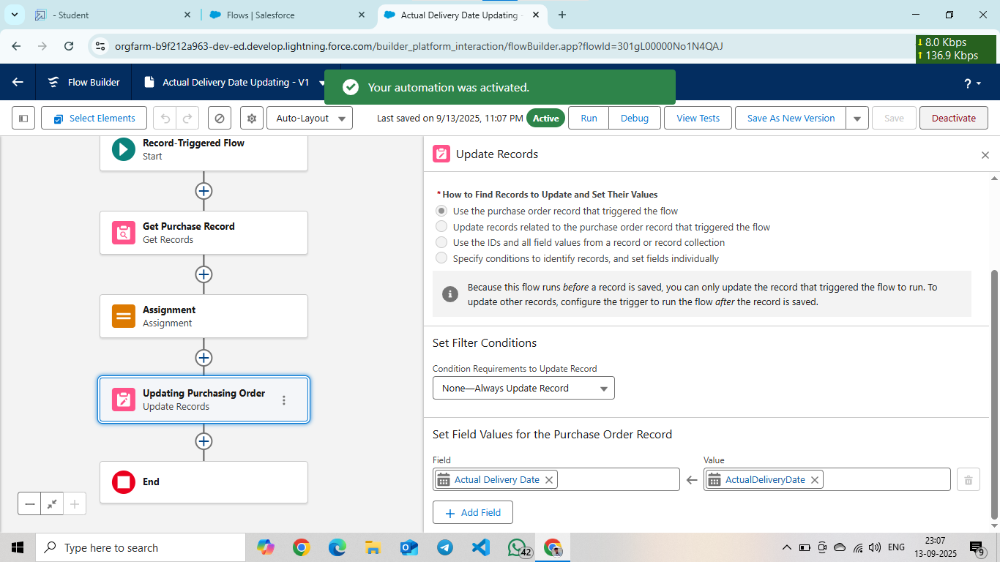 - Student
Flows | Salesforce
Actual Delivery Date Updating -
orgfarm-b9f212a963-dev-ed.develop.lightning.force.com/builder_platform_interaction/flowBuilder.app?flowId=301gL00000No1N4QAJ
8.0 Kbps
136.9 Kbps
Flow Builder
Actual Delivery Date Updating - V1
Your automation was activated.
?
Select Elements
Auto-Layout
Last saved on 9/13/2025, 11:07 PM
Active
Run
Debug
View Tests
Save As New Version
Save
Deactivate
Record-Triggered Flow
Start
Get Purchase Record
Get Records
Assignment
Assignment
Updating Purchasing Order
Update Records
End
Update Records
*How to Find Records to Update and Set Their Values
Use the purchase order record that triggered the flow
Update records related to the purchase order record that triggered the flow
Use the IDs and all field values from a record or record collection
Specify conditions to identify records, and set fields individually
Because this flow runs before a record is saved, you can only update the record that triggered the flow to run. To
update other records, configure the trigger to run the flow after the record is saved.
Set Filter Conditions
Condition Requirements to Update Record
None—Always Update Record
Set Field Values for the Purchase Order Record
Field
Value
Actual Delivery Date
ActualDeliveryDate
Add Field
Type here to search
42
ENG
23:07
13-09-2025
9